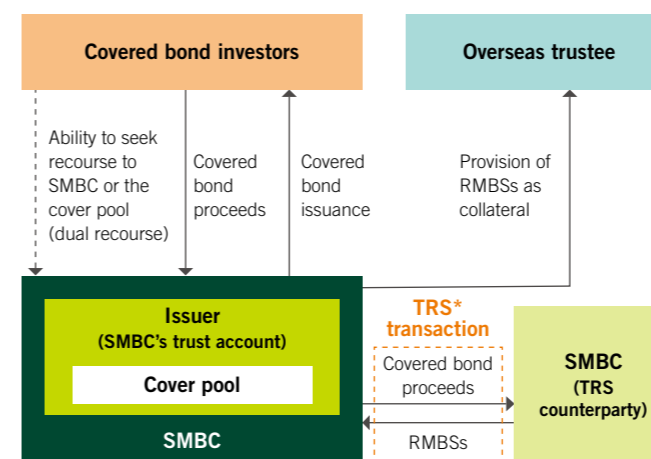 Covered bond investors
Overseas trustee
Ability to seek
recourse to
SMBC or the
cover pool
(dual recourse)
Covered
bond
proceeds
Covered
bond
issuance
Provision of
RMBSs as
collateral
Issuer
(SMBC's trust account)
Cover pool
SMBC
TRS*
transaction
Covered bond
proceeds
RMBSs
SMBC
(TRS
counterparty)